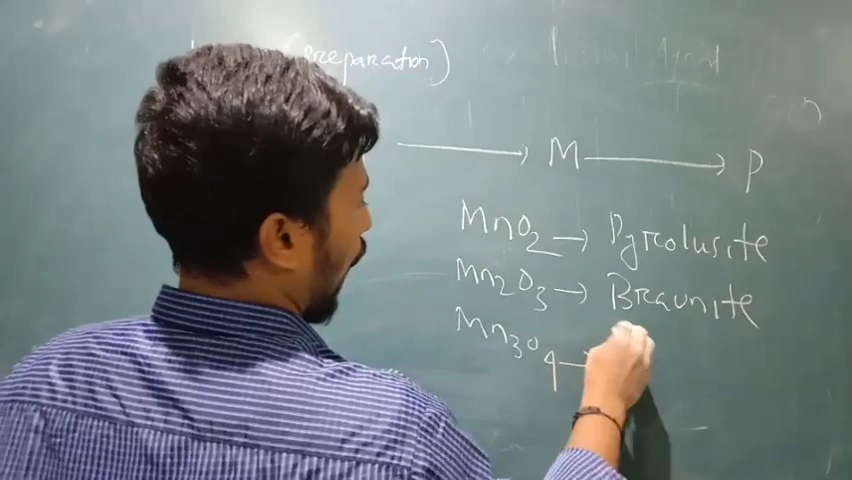 (Preparation)
→ M → P
MnO2 → Pyrolusite
Mn2O3 → Braunite
Mn3O4 →